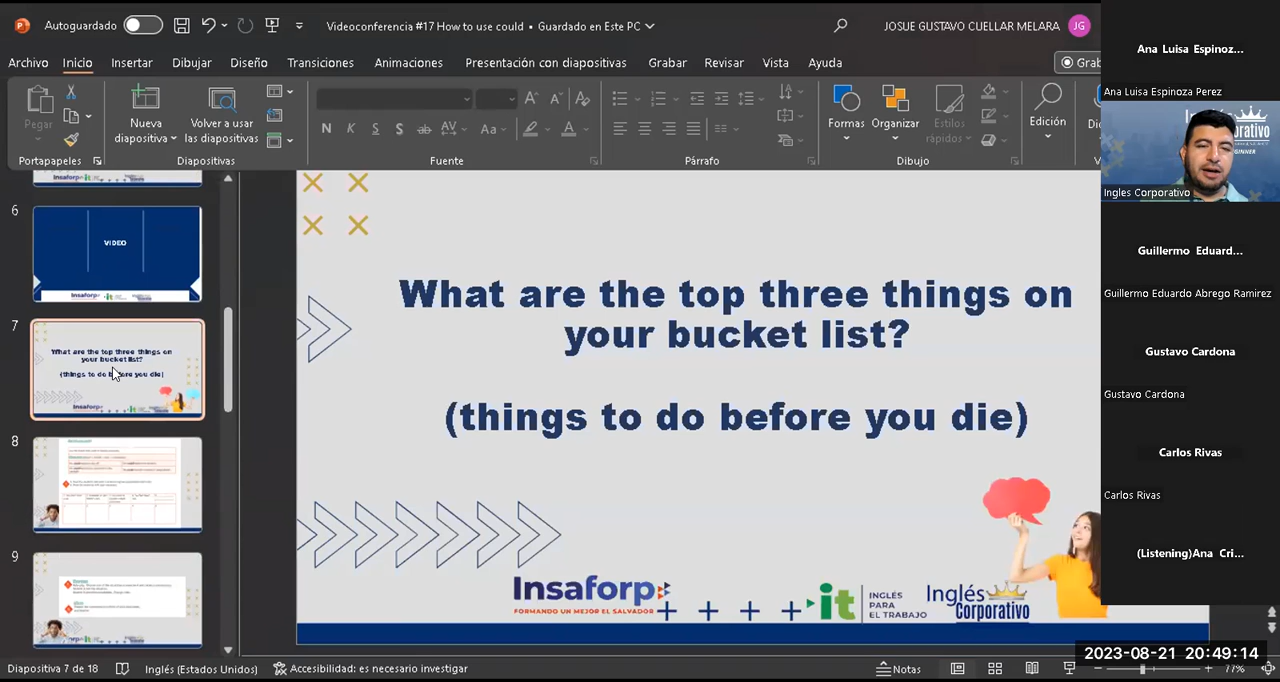 Autoguardado
Videoconferencia #17 How to use could • Guardado en Este PC
JOSUE GUSTAVO CUELLAR MELARA
JG
Archivo Inicio Insertar Dibujar Diseño Transiciones Animaciones Presentación con diapositivas Grabar Revisar Vista Ayuda
Grab
Pegar
Nueva diapositiva
Volver a usar las diapositivas
N K S S ab AV Aa A
Formas
Organizar
Estilos rápidos
Edición
Portapapeles
Diapositivas
Fuente
Párrafo
Dibujo
6
VIDEO
7
What are the top three things on
your bucket list?
(things to do before you die)
8
9
What are the top three things on
your bucket list?
(things to do before you die)
Insaforp
FORMANDO UN MEJOR EL SALVADOR
it
INGLÉS
PARA
EL TRABAJO
Inglés
Corporativo
Ana Luisa Espinoz...
Ana Luisa Espinoza Perez
Ingles Corporativo
Guillermo Eduard...
Guillermo Eduardo Abrego Ramirez
Gustavo Cardona
Gustavo Cardona
Carlos Rivas
Carlos Rivas
(Listening)Ana Cri...
2023-08-21 20:49:14
Diapositiva 7 de 18
Inglés (Estados Unidos)
Accesibilidad: es necesario investigar
Notas
77%